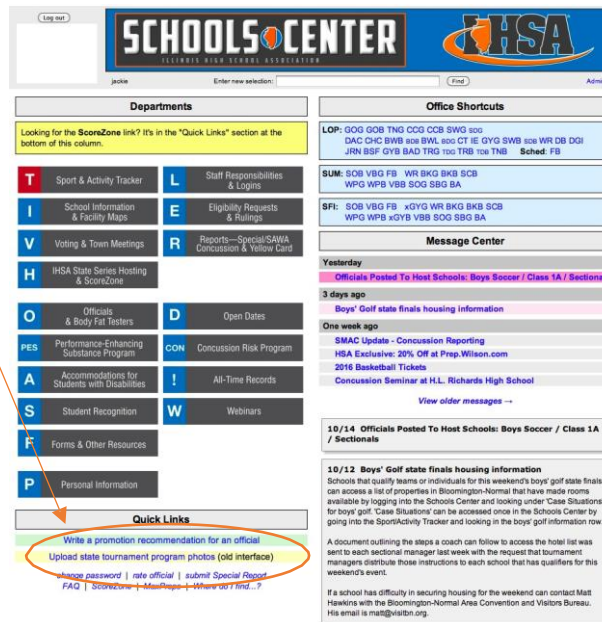 Log out
SCHOOLS CENTER
ILLINOIS HIGH SCHOOL ASSOCIATION
IHSA
jackie Enter new selection: Find Admi
Departments
Looking for the ScoreZone link? It's in the "Quick Links" section at the
bottom of this column.
T Sport & Activity Tracker
L Staff Responsibilities
& Logins
I School Information
& Facility Maps
E Eligibility Requests
& Rulings
V Voting & Town Meetings
R Reports—Special/SAWA
Concussion & Yellow Card
H IHSA State Series Hosting
& ScoreZone
O Officials
& Body Fat Testers
D Open Dates
PES Performance-Enhancing
Substance Program
CON Concussion Risk Program
A Accommodations for
Students with Disabilities
! All-Time Records
S Student Recognition
W Webinars
F Forms & Other Resources
P Personal Information
Quick Links
Write a promotion recommendation for an official
Upload state tournament program photos (old interface)
change password | rate official | submit Special Report
FAQ | ScoreZone | MaxPreps | Where do I find...?
Office Shortcuts
LOP: GOG GOB TNG CCG CCB SWG SDG
DAC CHC BWB BOB BWL BDG CT IE GYG SWB SDB WR DB DGI
JRN BSF GYB BAD TRG TDG TRB TDB TNB Sched: FB
SUM: SOB VBG FB WR BKG BKB SCB
WPG WPB VBB SOG SBG BA
SFI: SOB VBG FB xGYG WR BKG BKB SCB
WPG WPB xGYB VBB SOG SBG BA
Message Center
Yesterday
Officials Posted To Host Schools: Boys Soccer / Class 1A / Sectiona
3 days ago
Boys' Golf state finals housing information
One week ago
SMAC Update - Concussion Reporting
HSA Exclusive: 20% Off at Prep.Wilson.com
2016 Basketball Tickets
Concussion Seminar at H.L. Richards High School
View older messages →
10/14 Officials Posted To Host Schools: Boys Soccer / Class 1A
/ Sectionals
10/12 Boys' Golf state finals housing information
Schools that qualify teams or individuals for this weekend's boys' golf state finals
can access a list of properties in Bloomington-Normal that have made rooms
available by logging into the Schools Center and looking under 'Case Situations
for boys' golf. 'Case Situations' can be accessed once in the Schools Center by
going into the Sport/Activity Tracker and looking in the boys' golf information row
A document outlining the steps a coach can follow to access the hotel list was
sent to each sectional manager last week with the request that tournament
managers distribute those instructions to each school that has qualifiers for this
weekend's event.
If a school has difficulty in securing housing for the weekend can contact Matt
Hawkins with the Bloomington-Normal Area Convention and Visitors Bureau.
His email is matt@visitbn.org.